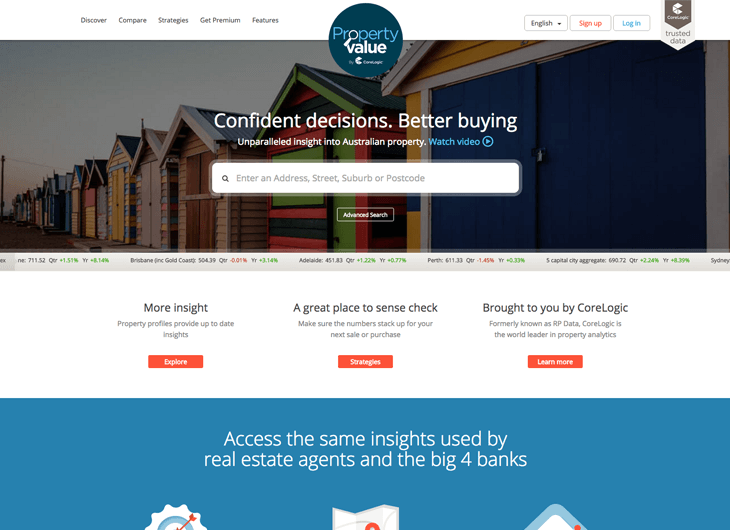 Discover Compare Strategies Get Premium Features
English Sign up Log In
CoreLogic
trusted
data
Property
value
By CoreLogic
Confident decisions. Better buying
Unparalleled insight into Australian property. Watch video
Enter an Address, Street, Suburb or Postcode
Advanced Search
ex ne: 711.52 Qtr +1.51% Yr +8.14% Brisbane (inc Gold Coast): 504.39 Qtr -0.01% Yr +3.14% Adelaide: 451.83 Qtr +1.22% Yr +0.77% Perth: 611.33 Qtr -1.45% Yr +0.33% 5 capital city aggregate: 690.72 Qtr +2.24% Yr +8.39% Sydney
More insight
Property profiles provide up to date
insights
Explore
A great place to sense check
Make sure the numbers stack up for your
next sale or purchase
Strategies
Brought to you by CoreLogic
Formerly known as RP Data, CoreLogic is
the world leader in property analytics
Learn more
Access the same insights used by
real estate agents and the big 4 banks